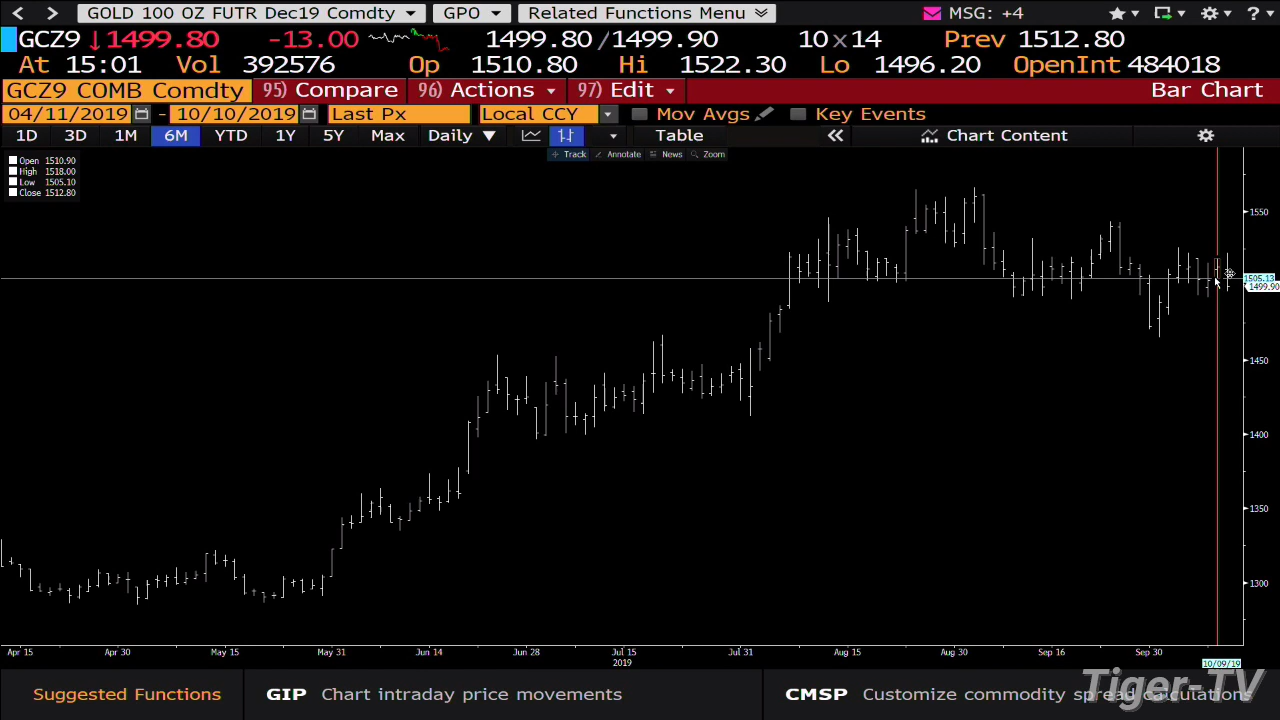 GOLD 100 OZ FUTR Dec19 Comdty GPO Related Functions Menu MSG: +4 ?
GCZ9 ↓1499.80 -13.00 1499.80/1499.90 10x14 Prev 1512.80
At 15:01 Vol 392576 Op 1510.80 Hi 1522.30 Lo 1496.20 OpenInt 484018
GCZ9 COMB Comdty 95) Compare 96) Actions 97) Edit Bar Chart
04/11/2019 - 10/10/2019 Last Px Local CCY Mov Avgs Key Events
1D 3D 1M 6M YTD 1Y 5Y Max Daily ▼ Table « Chart Content
Track Annotate News Zoom
Open 1510.90
High 1518.00
Low 1505.10
Close 1512.80
1550
1505.13
1499.90
1450
1400
1350
1300
Apr 15 Apr 30 May 15 May 31 Jun 14 Jun 28 Jul 15 Jul 31 Aug 15 Aug 30 Sep 16 Sep 30
2019 10/09/19
Suggested Functions GIP Chart intraday price movements CMSP Customize commodity spread calculations
Tiger-TV